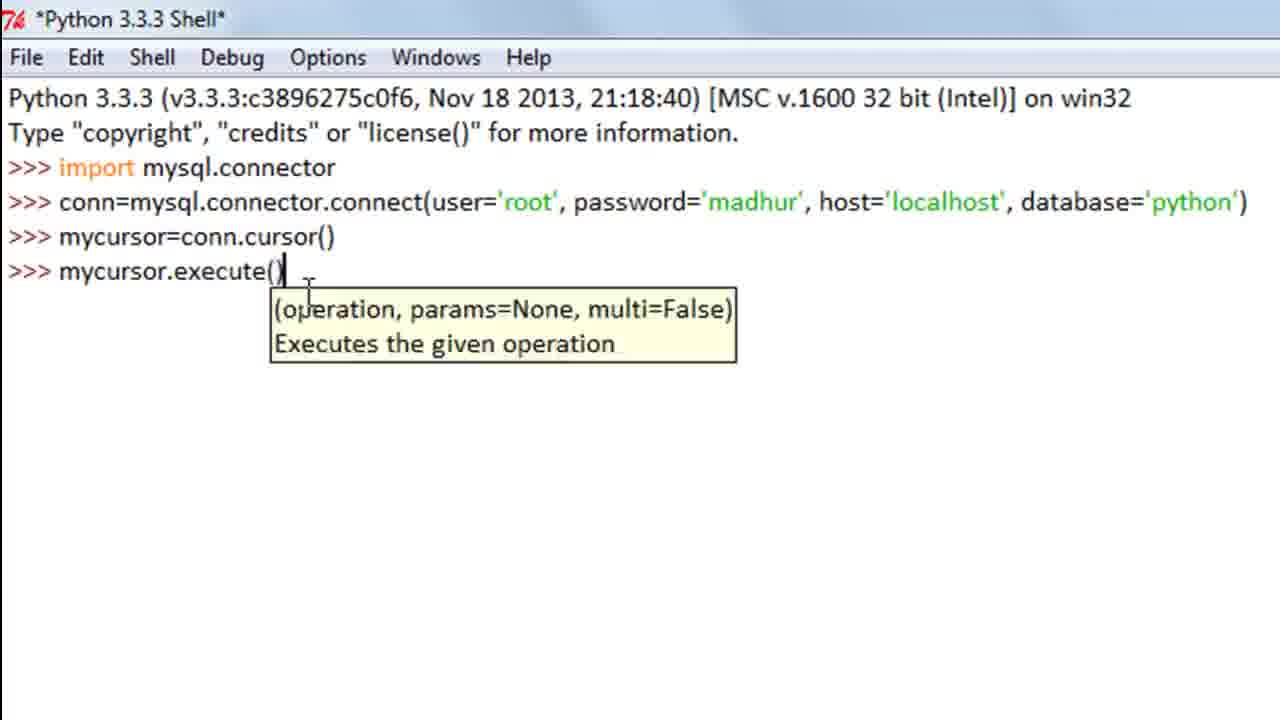 *Python 3.3.3 Shell*
File Edit Shell Debug Options Windows Help
Python 3.3.3 (v3.3.3:c3896275c0f6, Nov 18 2013, 21:18:40) [MSC v.1600 32 bit (Intel)] on win32
Type "copyright", "credits" or "license()" for more information.
>>> import mysql.connector
>>> conn=mysql.connector.connect(user='root', password='madhur', host='localhost', database='python')
>>> mycursor=conn.cursor()
>>> mycursor.execute()
(operation, params=None, multi=False)
Executes the given operation